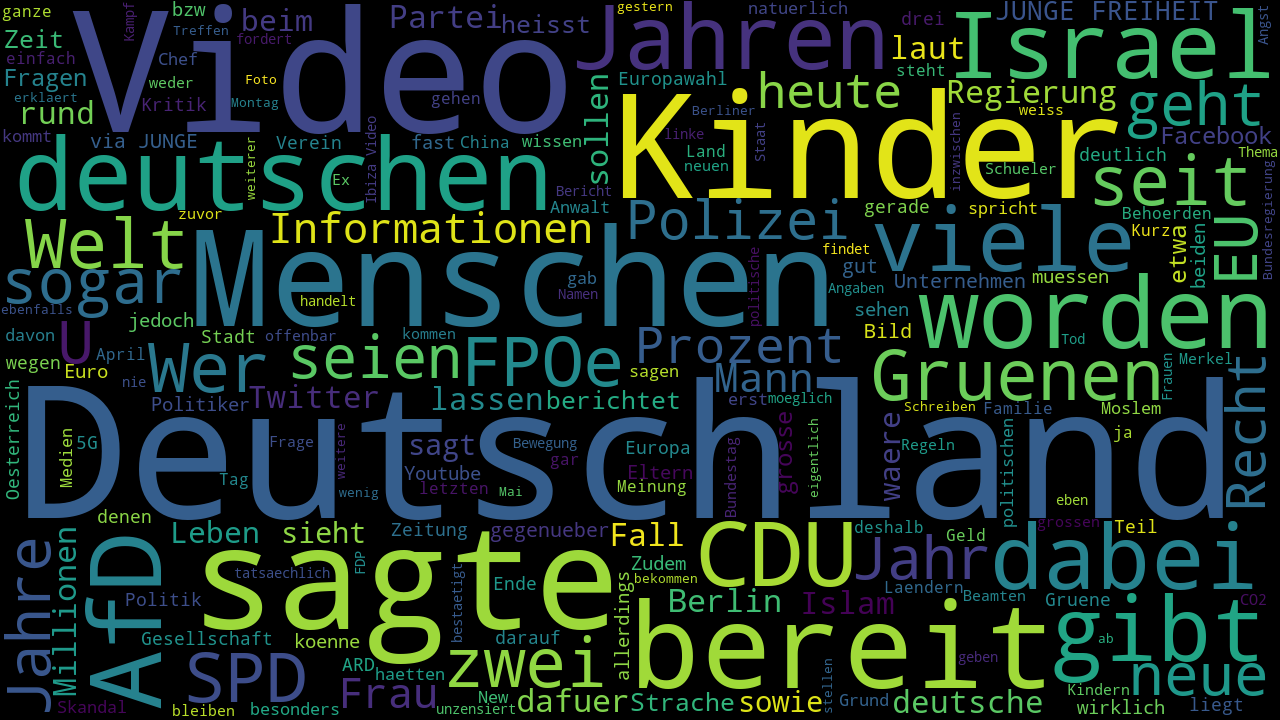 ganze
Zeit
einfach
Fragen
erklaert
rund
kommt
Video
Kampf
bzw
Treffen
Chef
weder
Kritik
beim
fordert
Foto
Montag
Partei
heisst
gehen
gestern
Jahren
natuerlich
drei
laut
steht
Israel
JUNGE FREIHEIT
Angst
Europawahl
heute
Regierung
weiss
geht
Berliner
Kinder
sollen
linke
Land
neuen
Staat
inzwischen
Schueler
Facebook
deutlich
Thema
seit
via JUNGE
Verein
fast
China
wissen
deutschen
weiterer
Ex
Ibiza Video
Bericht
Anwalt
Bundesregierung
Welt
zuvor
Informationen
Polizei
gerade
spricht
Behoerden
Kurz
viele
etwa
beiden
EU
findet
sogar
Menschen
gab
Namen
handelt
politische
gut
Angaben
Unternehmen
muessen
ebenfalls
jedoch
davon
U
Stadt
offenbar
kommen
sehen
Bild
worden
Tod
wegen
April
Euro
nie
Wer
seien
FPOe
Prozent
sagen
Mann
Gruenen
Frauen
Merkel
Recht
Oesterreich
Politiker
Twitter
lassen
berichtet
erst
moeglich
Schreiben
Familie
Moslem
5G
Medien
Deutschland
Frage
weitere
sagt
Bewegung
Europa
grosse
waere
Regeln
politischen
ja
Tag
Youtube
gar
Eltern
letzten
wenig
Mai
Meinung
Bundestag
eigentlich
eben
denen
Leben
sieht
Zeitung
gegenueber
Fall
deshalb
Geld
grossen
Teil
Jahre
Millionen
AfD
sagte
tatsaechlich
FDP
Zudem
bekommen
CDU
Jahr
dabei
Laendern
Politik
Ende
bestaetigt
Berlin
Islam
Beamten
Gruene
CO2
Gesellschaft
koenne
darauf
allerdings
bereit
geben
ab
gibt
SPD
ARD
haetten
zwei
stellen
Kindern
neue
Skandal
bleiben
besonders
Frau
New
unzensiert
dafuer
Strache
sowie
Grund
deutsche
wirklich
liegt